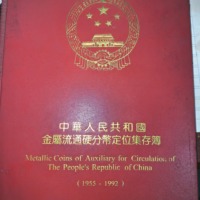 中華人民共和國
金屬流通硬分幣定位集存簿
Metallic Coins of Auxiliary for Circulation of
The People's Republic of China
(1955-1992)